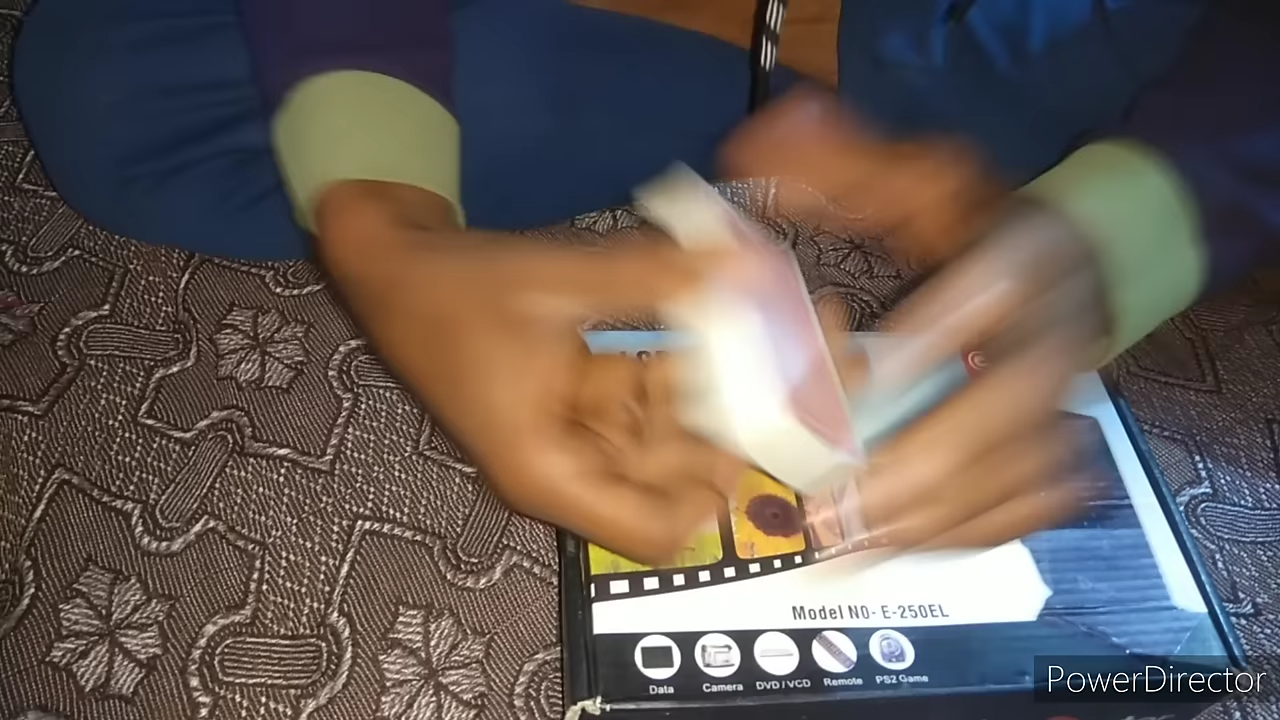 Model NO- E-250EL
Data Camera DVD / VCD Remote PS2 Game
PowerDirector